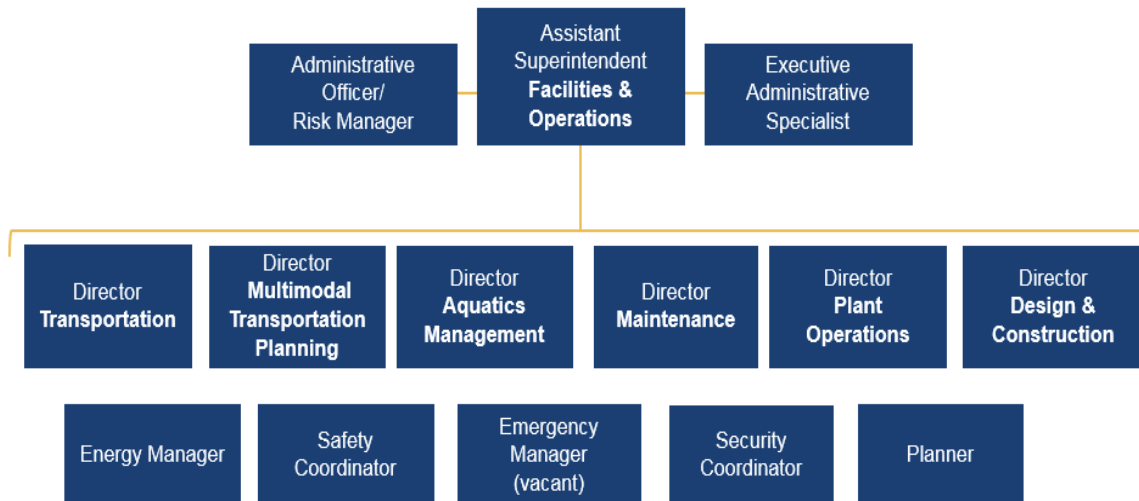 Administrative
Officer/
Risk Manager
Assistant
Superintendent
Facilities &
Operations
Executive
Administrative
Specialist
Director
Transportation
Director
Multimodal
Transportation
Planning
Director
Aquatics
Management
Director
Maintenance
Director
Plant
Operations
Director
Design &
Construction
Energy Manager
Safety
Coordinator
Emergency
Manager
(vacant)
Security
Coordinator
Planner